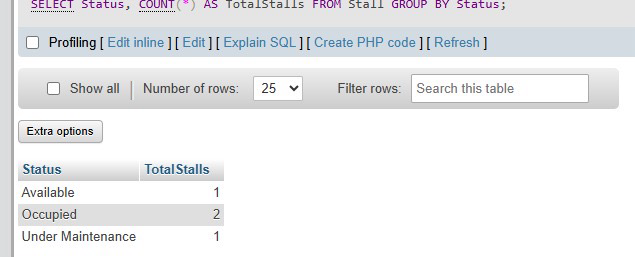 SELECT Status, COUNT(*) AS TotalStalls FROM Stall GROUP BY Status;
Profiling [ Edit inline ] [ Edit ] [ Explain SQL ] [ Create PHP code ] [ Refresh ]
Show all Number of rows: 25 Filter rows: Search this table
Extra options
Status TotalStalls
Available 1
Occupied 2
Under Maintenance 1